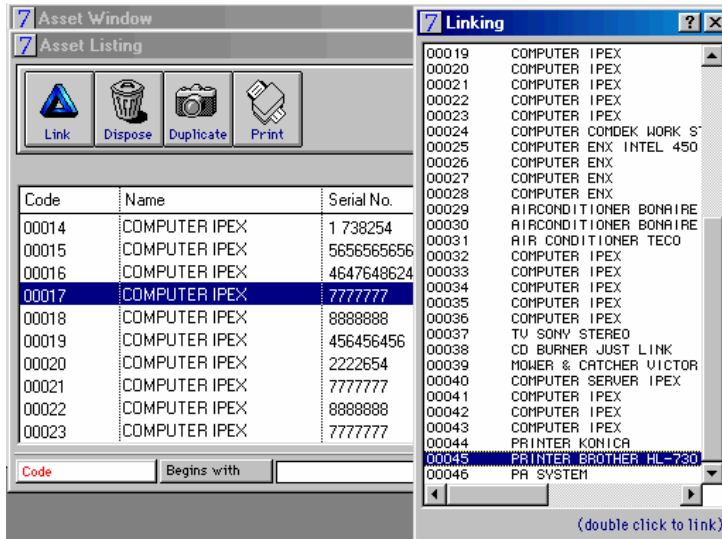 7 Asset Window
7 Asset Listing
Link Dispose Duplicate Print
Code Name Serial No.
00014 COMPUTER IPEX 1 738254
00015 COMPUTER IPEX 5656565656
00016 COMPUTER IPEX 4647648624
00017 COMPUTER IPEX 7777777
00018 COMPUTER IPEX 8888888
00019 COMPUTER IPEX 456456456
00020 COMPUTER IPEX 2222654
00021 COMPUTER IPEX 7777777
00022 COMPUTER IPEX 8888888
00023 COMPUTER IPEX 7777777
Code Begins with
7 Linking ? X
00019 COMPUTER IPEX
00020 COMPUTER IPEX
00021 COMPUTER IPEX
00022 COMPUTER IPEX
00023 COMPUTER IPEX
00024 COMPUTER COMDEK WORK ST
00025 COMPUTER ENX INTEL 450
00026 COMPUTER ENX
00027 COMPUTER ENX
00028 COMPUTER ENX
00029 AIRCONDITIONER BONAIRE
00030 AIRCONDITIONER BONAIRE
00031 AIR CONDITIONER TECO
00032 COMPUTER IPEX
00033 COMPUTER IPEX
00034 COMPUTER IPEX
00035 COMPUTER IPEX
00036 COMPUTER IPEX
00037 TV SONY STEREO
00038 CD BURNER JUST LINK
00039 MOWER & CATCHER VICTOR
00040 COMPUTER SERVER IPEX
00041 COMPUTER IPEX
00042 COMPUTER IPEX
00043 COMPUTER IPEX
00044 PRINTER KONICA
00045 PRINTER BROTHER HL-730
00046 PA SYSTEM
(double click to link)